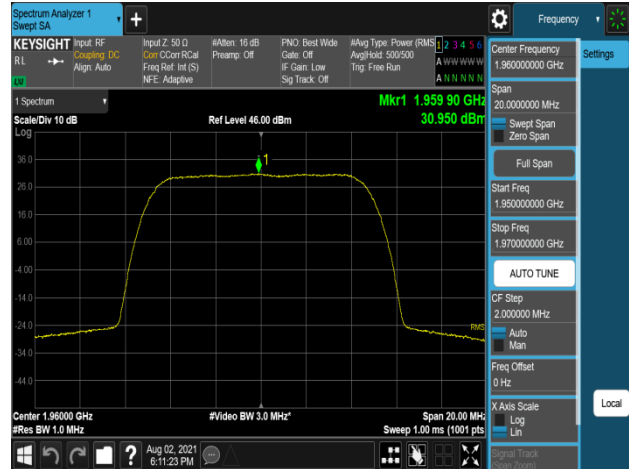 Spectrum Analyzer 1
Swept SA
Frequency
KEYSIGHT
RL
LXI
Input: RF
Coupling: DC
Align: Auto
Input Z: 50 Ω
Corr CCorr RCal
Freq Ref: Int (S)
NFE: Adaptive
#Atten: 16 dB
Preamp: Off
PNO: Best Wide
Gate: Off
IF Gain: Low
Sig Track: Off
#Avg Type: Power (RMS
Avg|Hold: 500/500
Trig: Free Run
1 2 3 4 5 6
A W W W W W
A N N N N N
1 Spectrum
Scale/Div 10 dB
Log
Ref Level 46.00 dBm
Mkr1 1.959 90 GHz
30.950 dBm
36.0
26.0
16.0
6.00
-4.00
-14.0
-24.0
-34.0
-44.0
1
RMS
Center 1.96000 GHz
#Res BW 1.0 MHz
#Video BW 3.0 MHz*
Span 20.00 MHz
Sweep 1.00 ms (1001 pts
Aug 02, 2021
6:11:23 PM
Center Frequency
1.960000000 GHz
Settings
Span
20.0000000 MHz
Swept Span
Zero Span
Full Span
Start Freq
1.950000000 GHz
Stop Freq
1.970000000 GHz
AUTO TUNE
CF Step
2.000000 MHz
Auto
Man
Freq Offset
0 Hz
X Axis Scale
Log
Lin
Local
Signal Track
(Span Zoom)